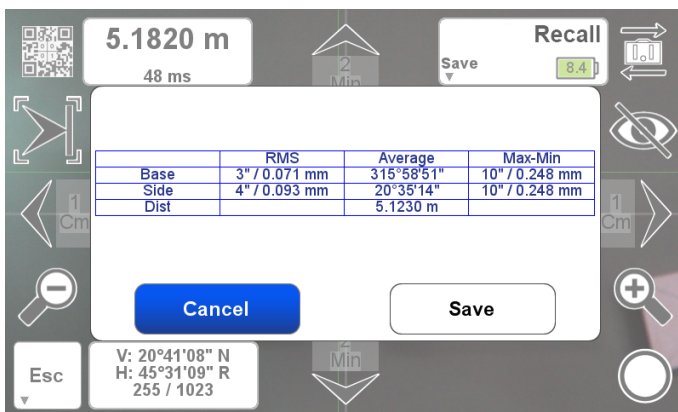 5.1820 m
48 ms
2
Min
Recall
Save
8.4
RMS Average Max-Min
Base 3" / 0.071 mm 315°58'51" 10" / 0.248 mm
Side 4" / 0.093 mm 20°35'14" 10" / 0.248 mm
Dist 5.1230 m
1
Cm
1
Cm
Cancel
Save
Esc
V: 20°41'08" N
H: 45º31'09" R
255 / 1023
2
Min